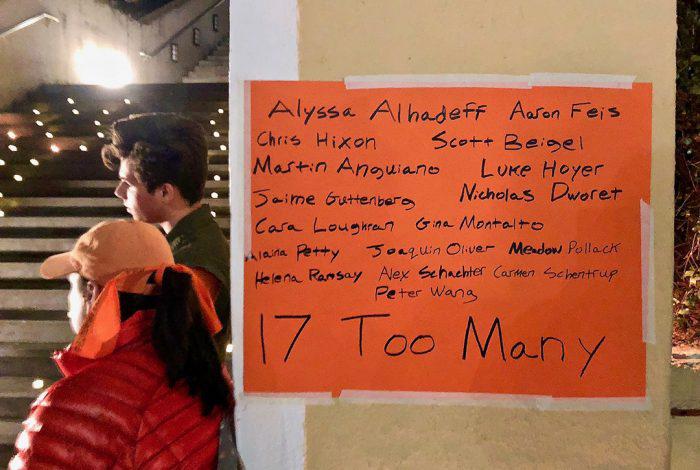 Alyssa Alhadeff Aaron Feis
Chris Hixon Scott Beigel
Martin Anguiano Luke Hoyer
Jaime Guttenberg Nicholas Dworet
Cara Loughran Gina Montalto
Alaina Petty Joaquin Oliver Meadow Pollack
Helena Ramsay Alex Schachter Carmen Schentrup
Peter Wang
17 Too Many